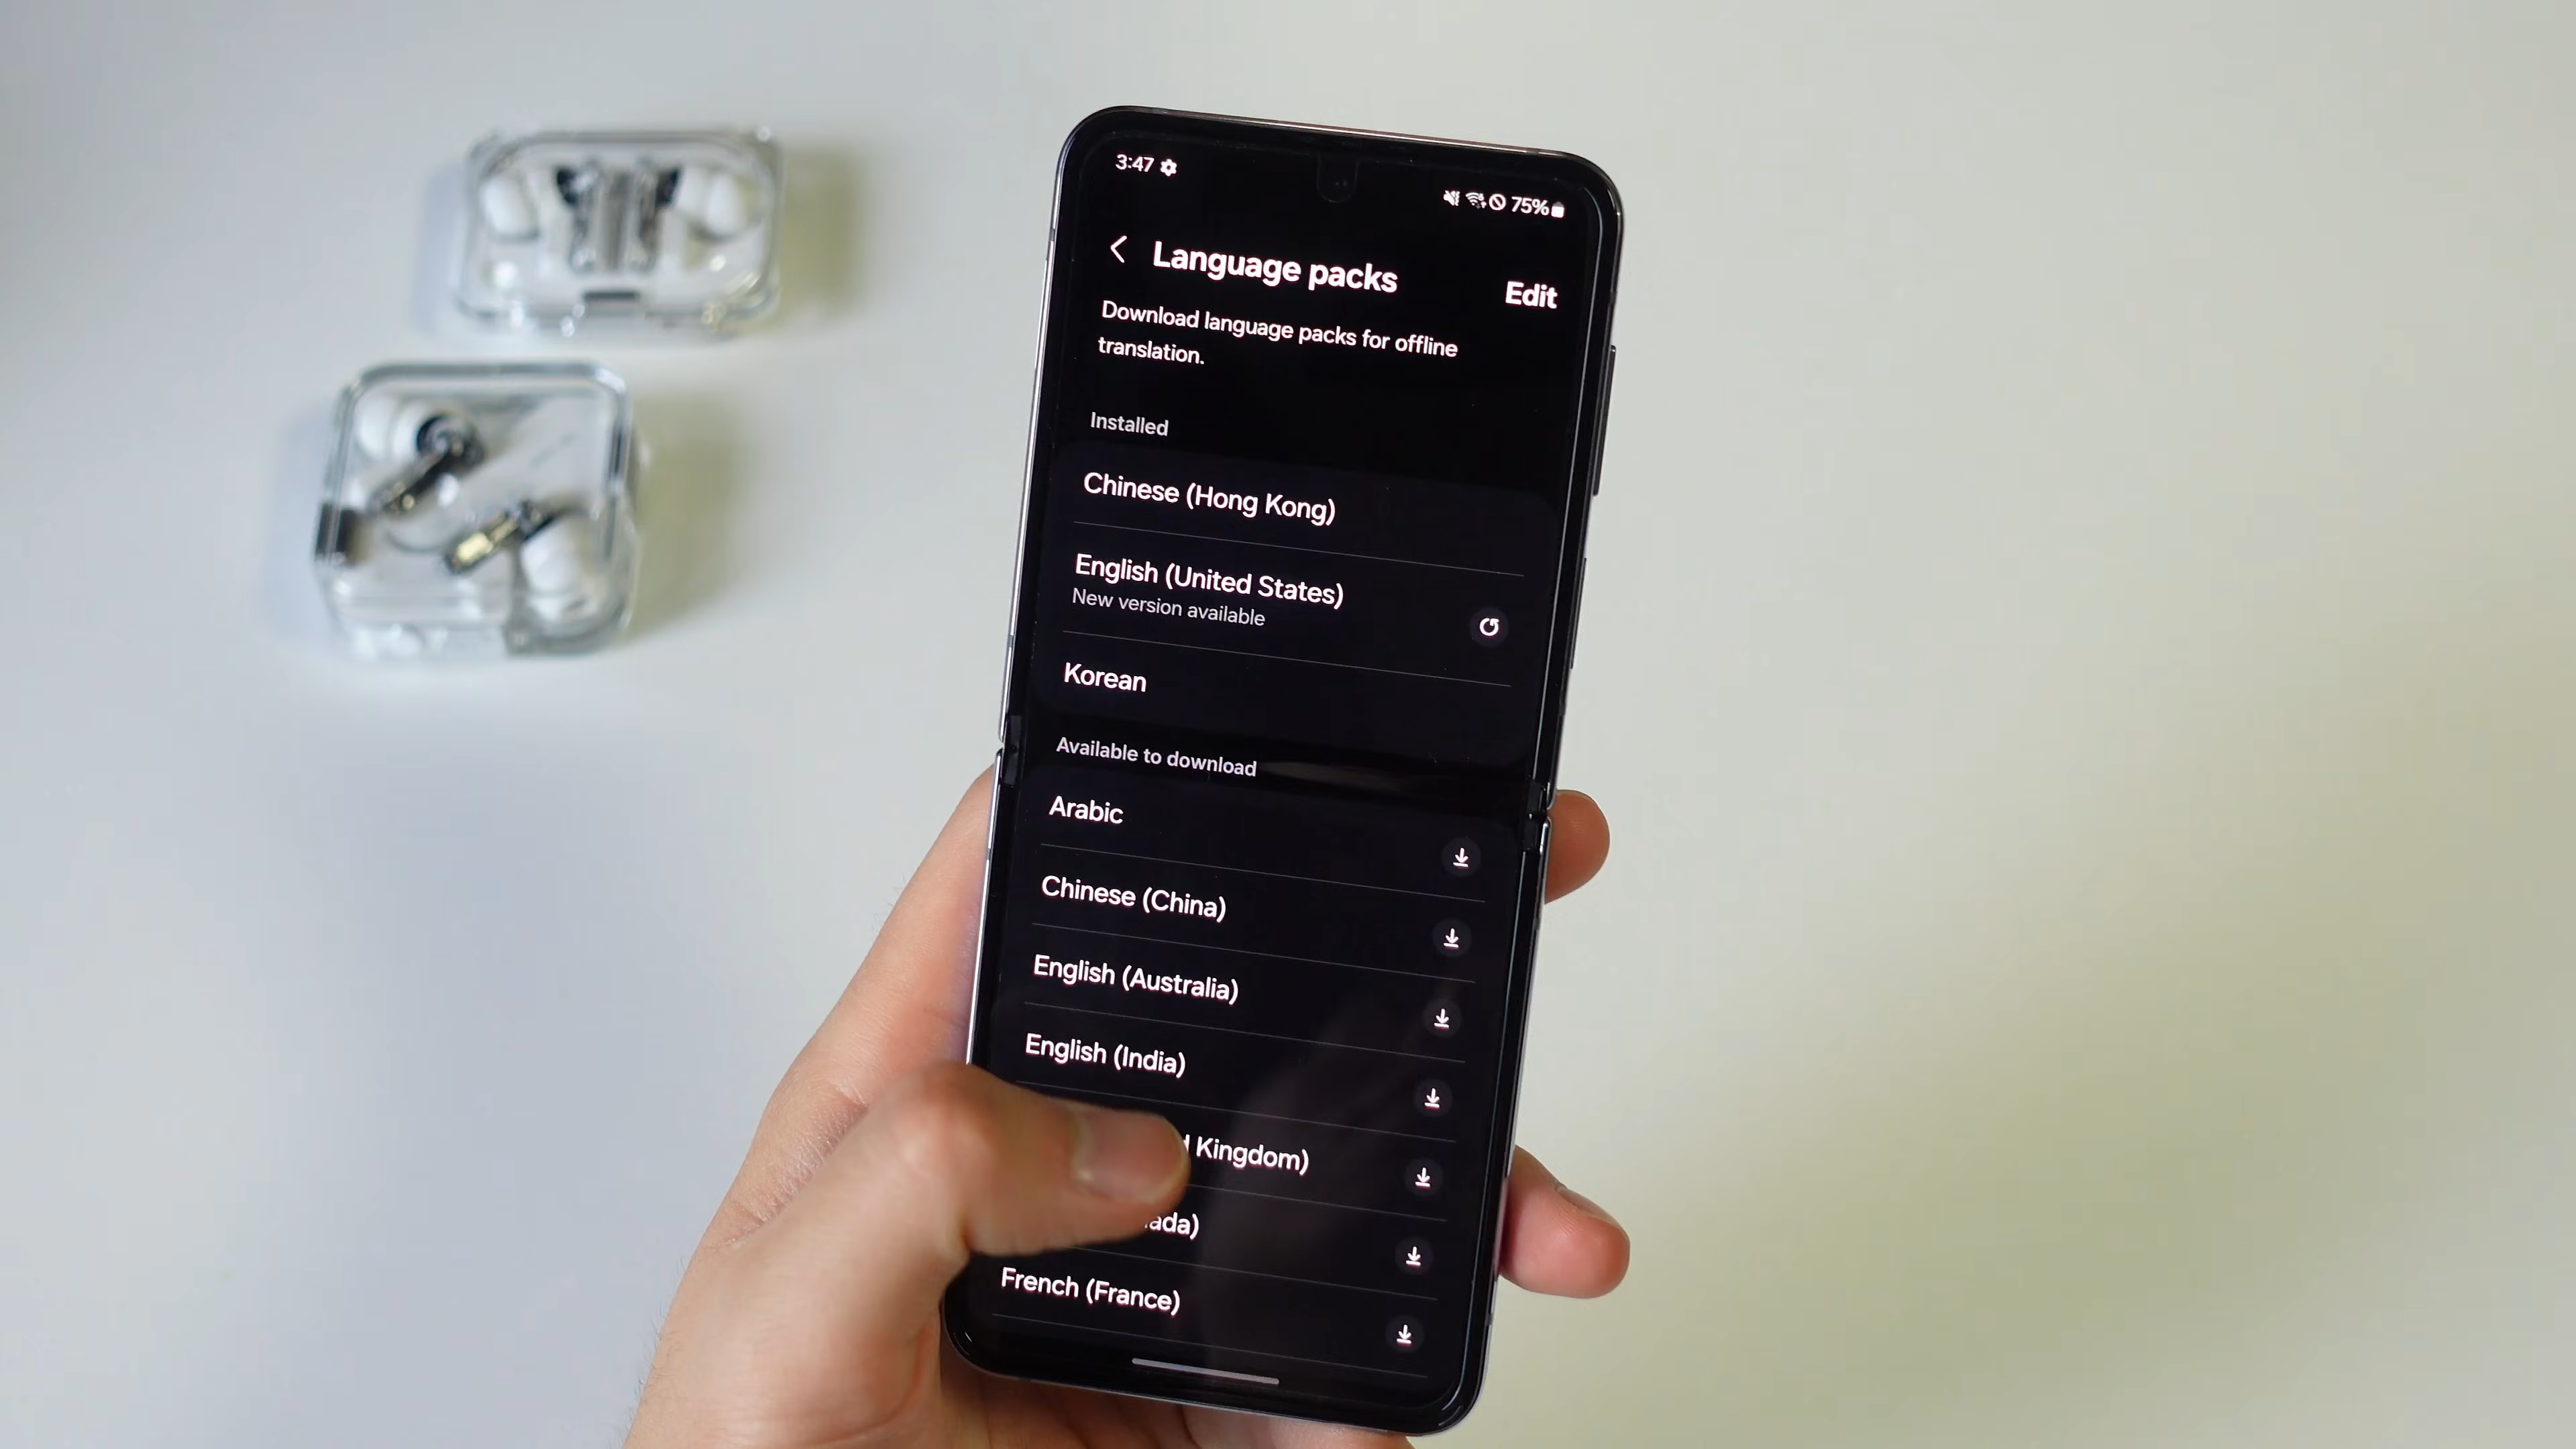 3:47
75%
Language packs
Edit
Download language packs for offline
translation.
Installed
Chinese (Hong Kong)
English (United States)
New version available
Korean
Available to download
Arabic
Chinese (China)
English (Australia)
English (India)
Kingdom)
French (France)